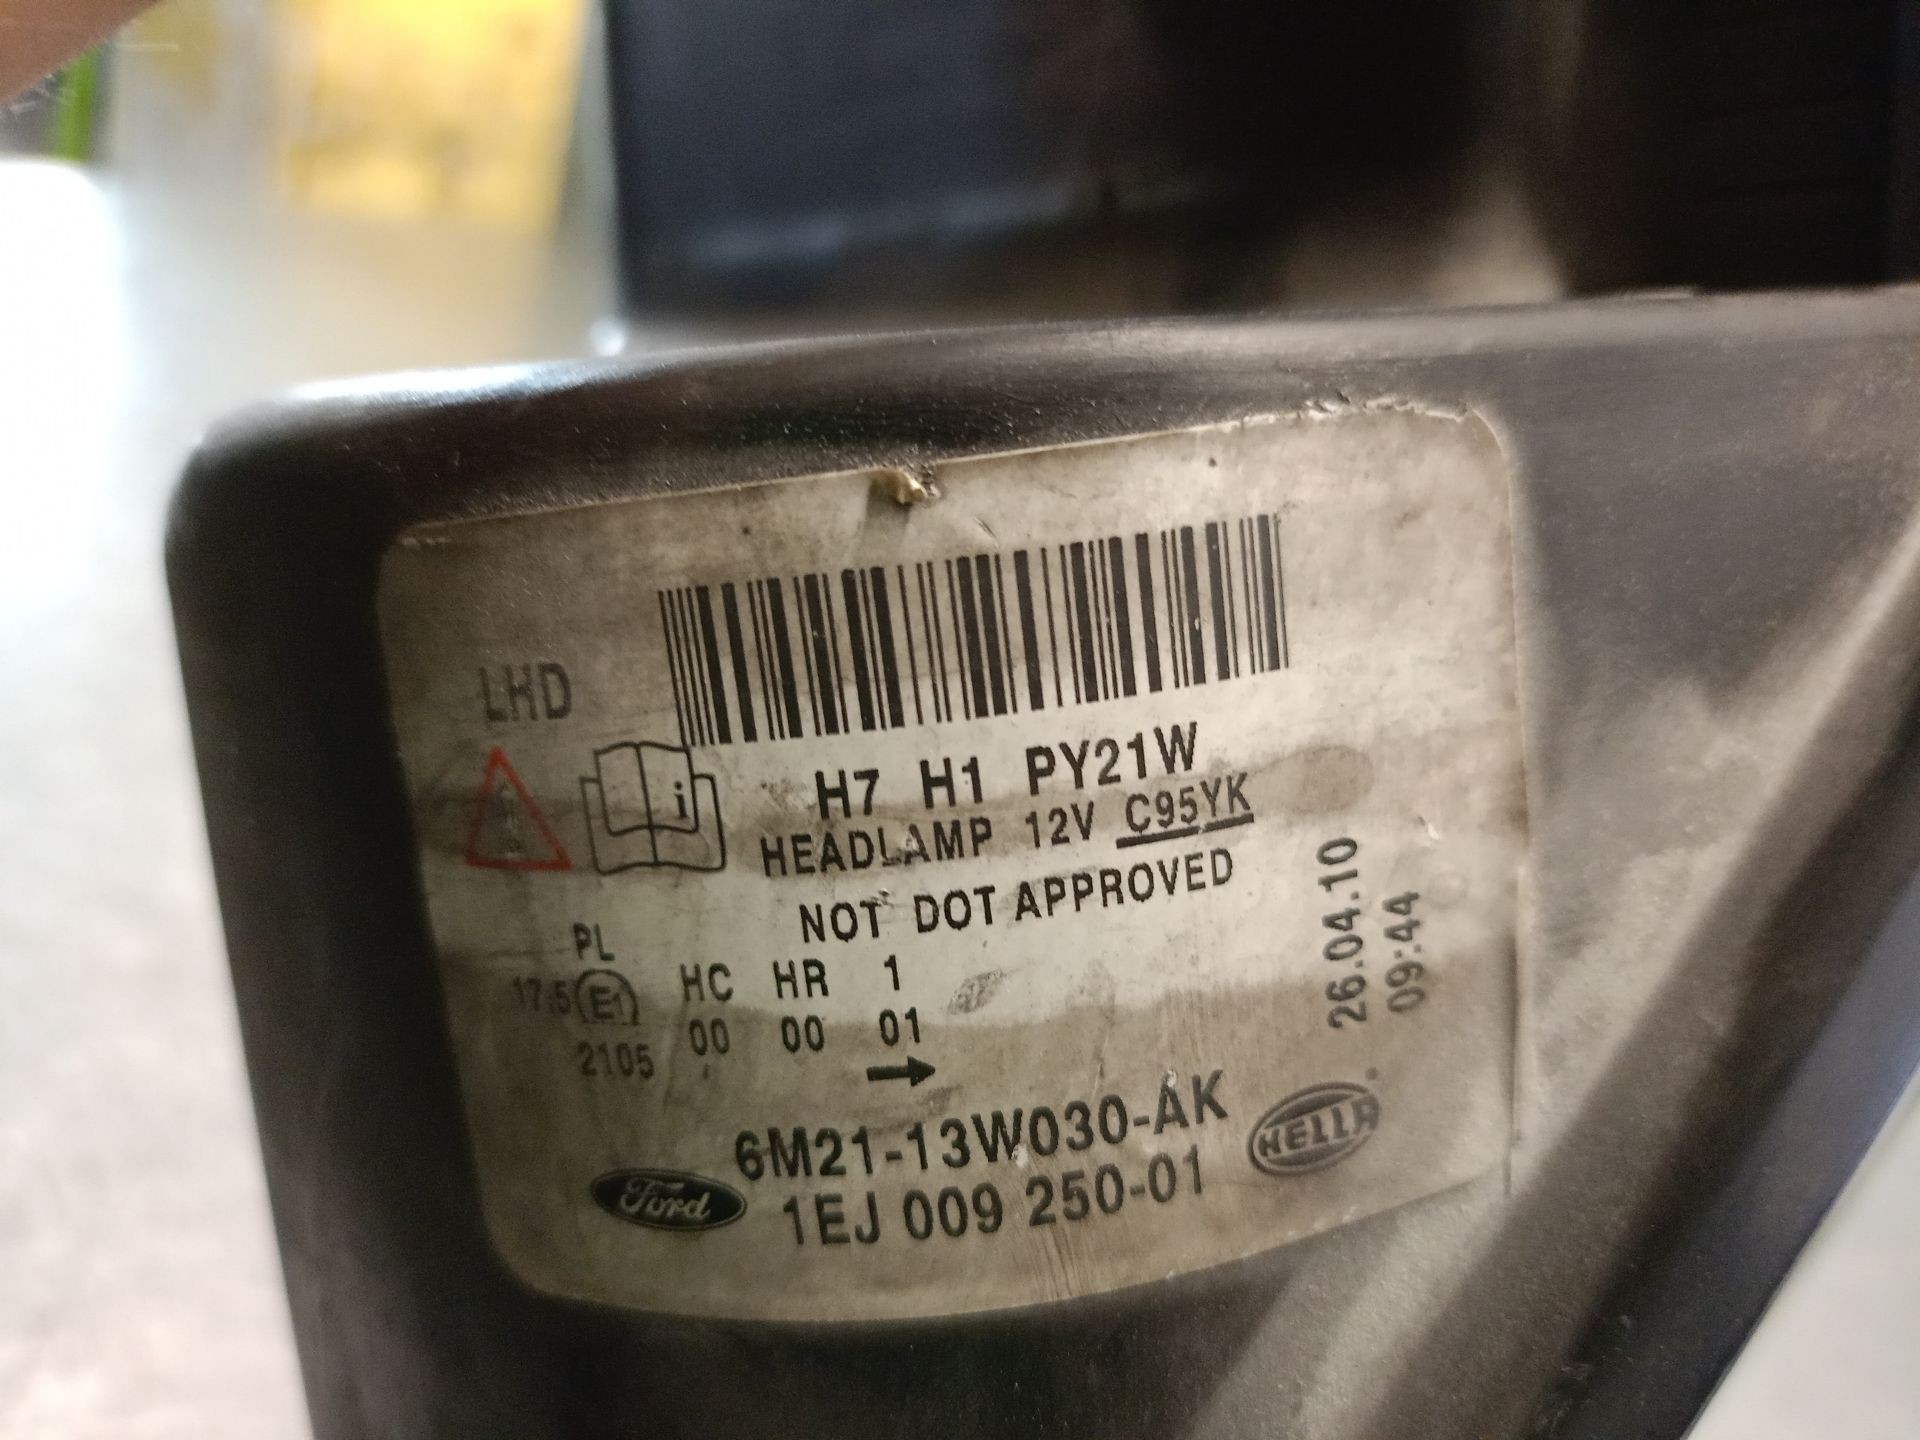 LHD
i
H7 H1 PY21W
HEADLAMP 12V C95YK
NOT DOT APPROVED
PL
17.5 E1 HC HR 1
2105 00 00 01
26.04.10
09:44
6M21-13W030-AK
HELLA
Ford
1EJ 009 250-01